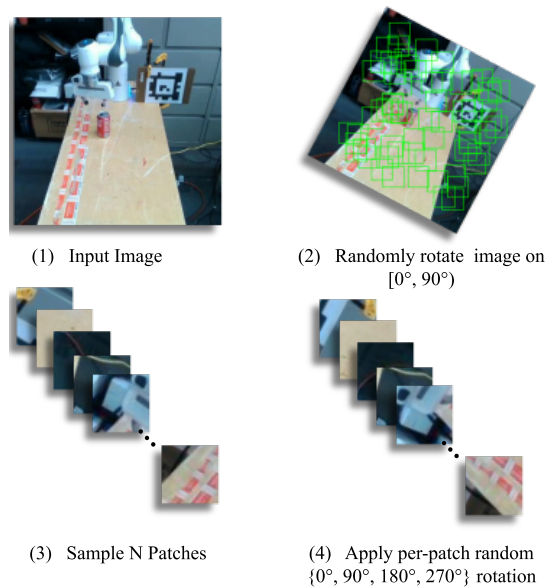 (1) Input Image
(2) Randomly rotate image on
[0°, 90°)
(3) Sample N Patches
(4) Apply per-patch random
{0°, 90°, 180°, 270°} rotation